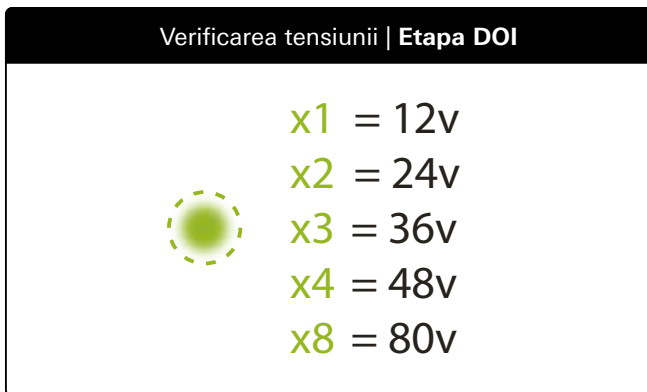 Verificarea tensiunii | Etapa DOI
x1 = 12v
x2 = 24v
x3 = 36v
x4 = 48v
x8 = 80v